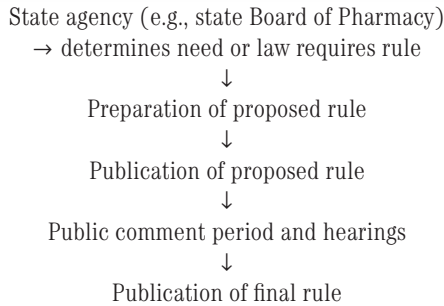 State agency (e.g., state Board of Pharmacy)
→ determines need or law requires rule
↓
Preparation of proposed rule
↓
Publication of proposed rule
↓
Public comment period and hearings
↓
Publication of final rule